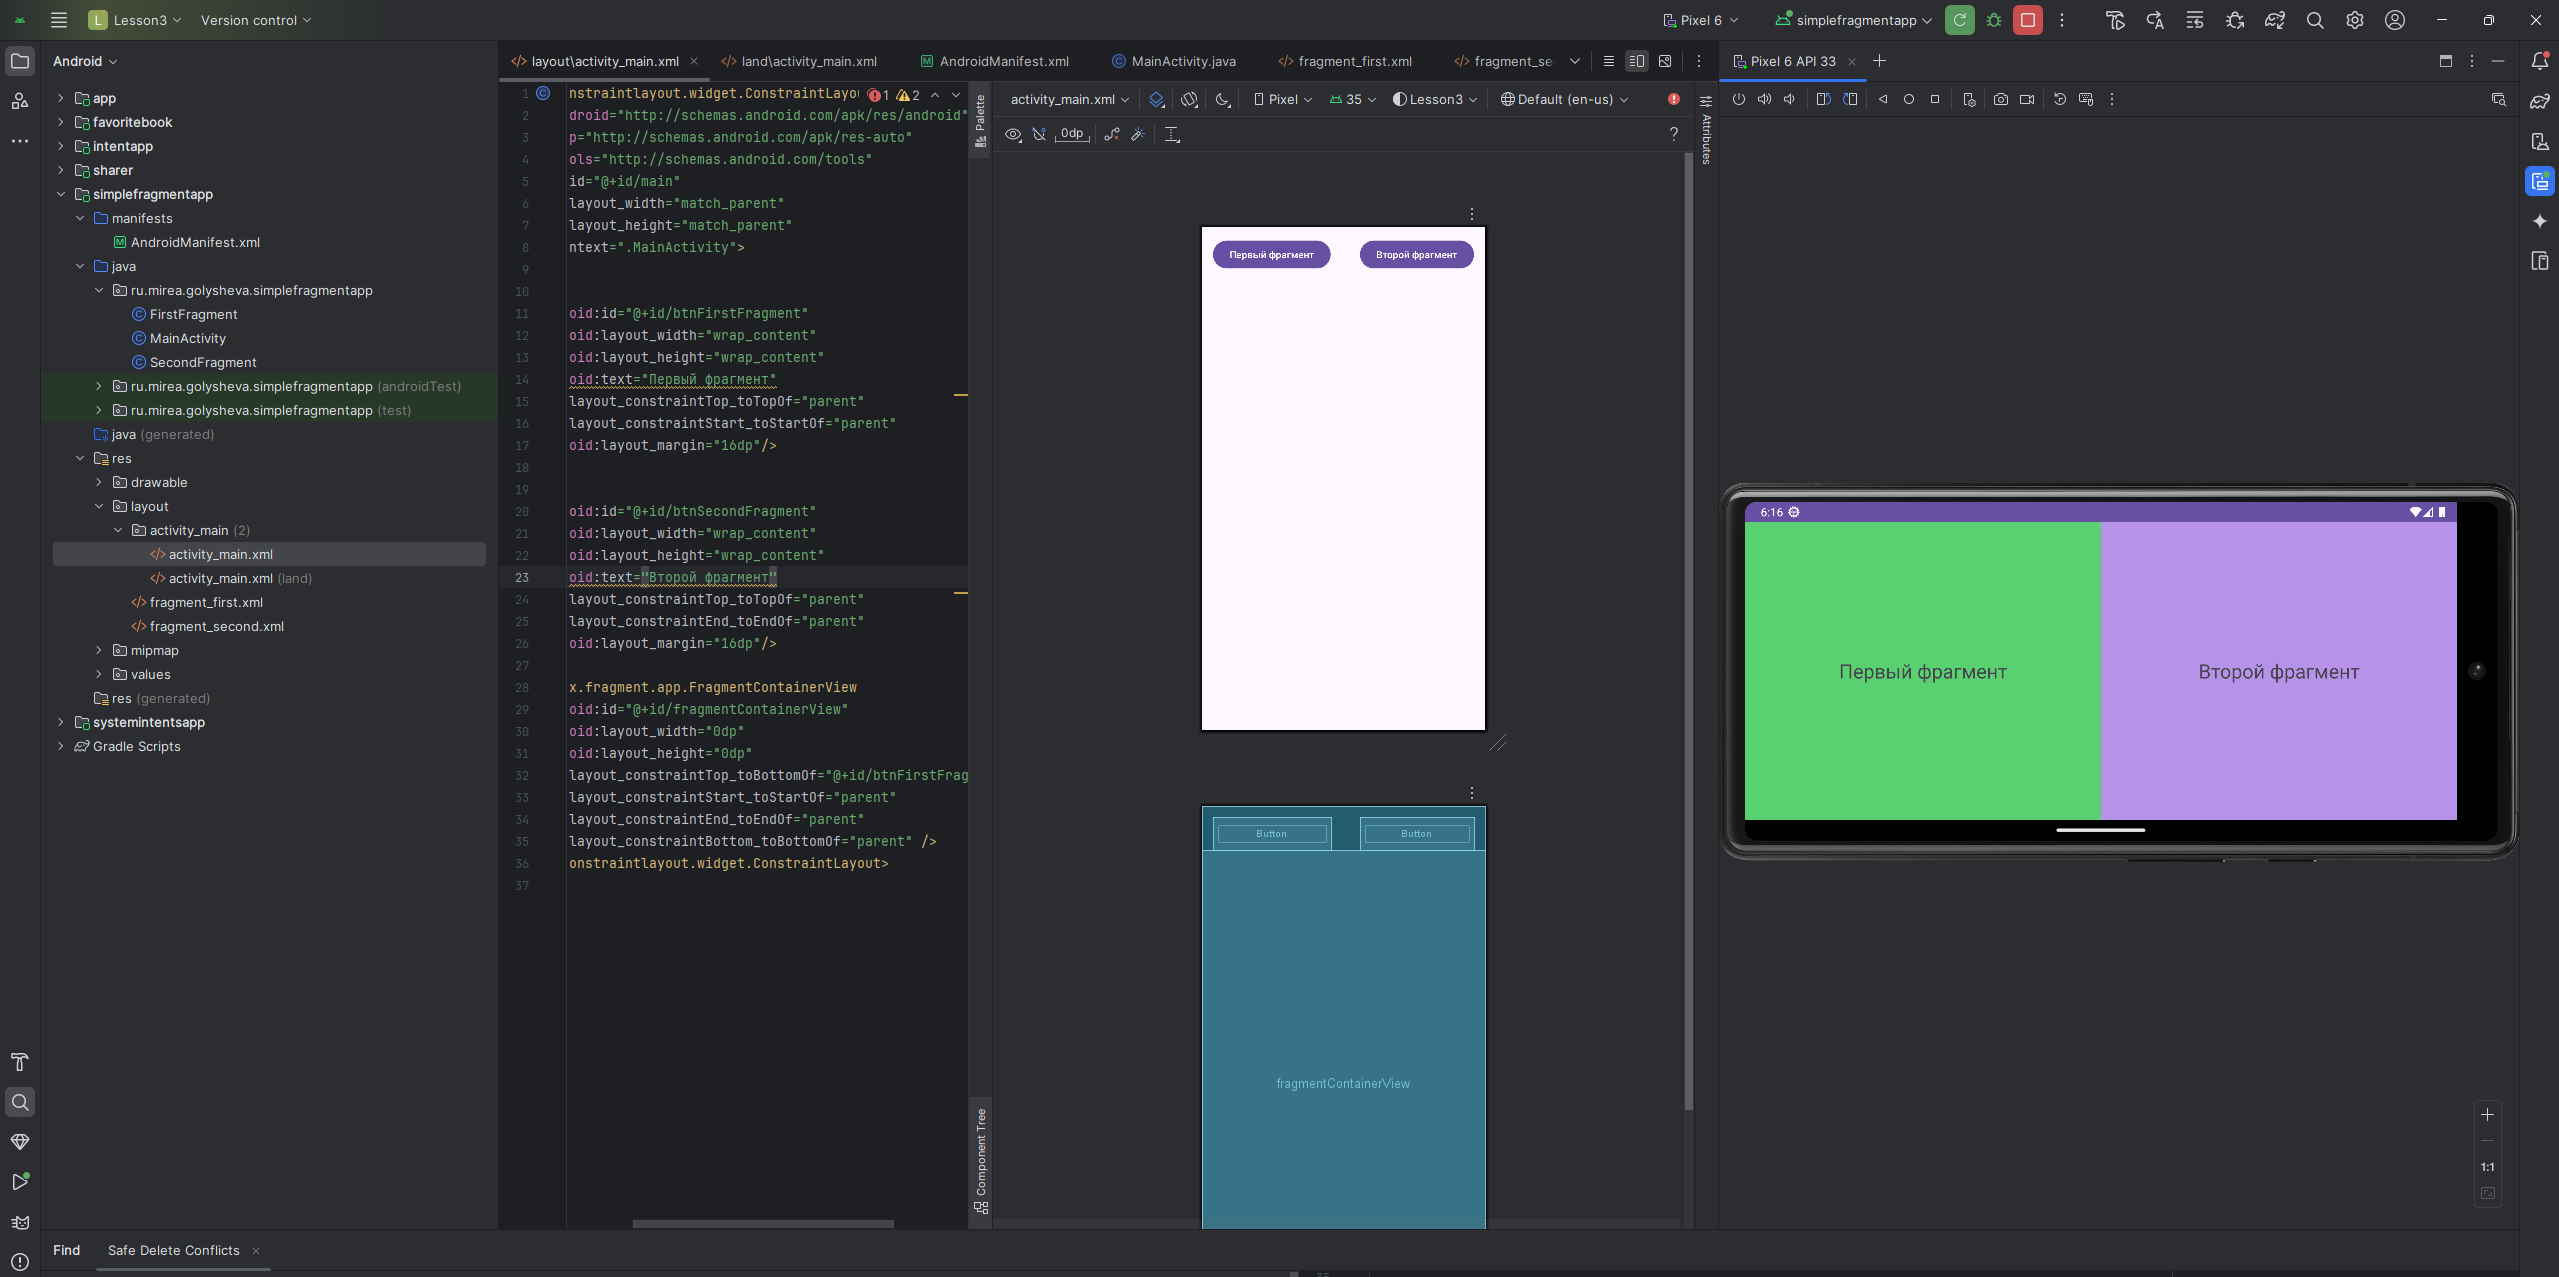 L Lesson3 Version control Pixel 6 simplefragmentapp
Android
app
favoritebook
intentapp
sharer
simplefragmentapp
manifests
AndroidManifest.xml
java
ru.mirea.golysheva.simplefragmentapp
FirstFragment
MainActivity
SecondFragment
ru.mirea.golysheva.simplefragmentapp (androidTest)
ru.mirea.golysheva.simplefragmentapp (test)
java (generated)
res
drawable
layout
activity_main (2)
activity_main.xml
activity_main.xml (land)
fragment_first.xml
fragment_second.xml
mipmap
values
res (generated)
systemintentsapp
Gradle Scripts
layout\activity_main.xml land\activity_main.xml AndroidManifest.xml MainActivity.java fragment_first.xml fragment_se
1 nstraintlayout.widget.ConstraintLayo 1 2
2 droid="http://schemas.android.com/apk/res/android"
3 p="http://schemas.android.com/apk/res-auto"
4 ols="http://schemas.android.com/tools"
5 id="@+id/main"
6 layout_width="match_parent"
7 layout_height="match_parent"
8 ntext=".MainActivity">
9
10
11 oid:id="@+id/btnFirstFragment"
12 oid:layout_width="wrap_content"
13 oid:layout_height="wrap_content"
14 oid:text="Первый фрагмент"
15 layout_constraintTop_toTopOf="parent"
16 layout_constraintStart_toStartOf="parent"
17 oid:layout_margin="16dp"/>
18
19
20 oid:id="@+id/btnSecondFragment"
21 oid:layout_width="wrap_content"
22 oid:layout_height="wrap_content"
23 oid:text="Второй фрагмент"
24 layout_constraintTop_toTopOf="parent"
25 layout_constraintEnd_toEndOf="parent"
26 oid:layout_margin="16dp"/>
27
28 x.fragment.app.FragmentContainerView
29 oid:id="@+id/fragmentContainerView"
30 oid:layout_width="0dp"
31 oid:layout_height="0dp"
32 layout_constraintTop_toBottomOf="@+id/btnFirstFrag
33 layout_constraintStart_toStartOf="parent"
34 layout_constraintEnd_toEndOf="parent"
35 layout_constraintBottom_toBottomOf="parent" />
36 onstraintlayout.widget.ConstraintLayout>
37
Palette
Component Tree
activity_main.xml Pixel 35 Lesson3 Default (en-us)
0dp ?
Attributes
Первый фрагмент Второй фрагмент
Button Button
fragmentContainerView
Pixel 6 API 33
6:16
Первый фрагмент Второй фрагмент
1:1
Find Safe Delete Conflicts